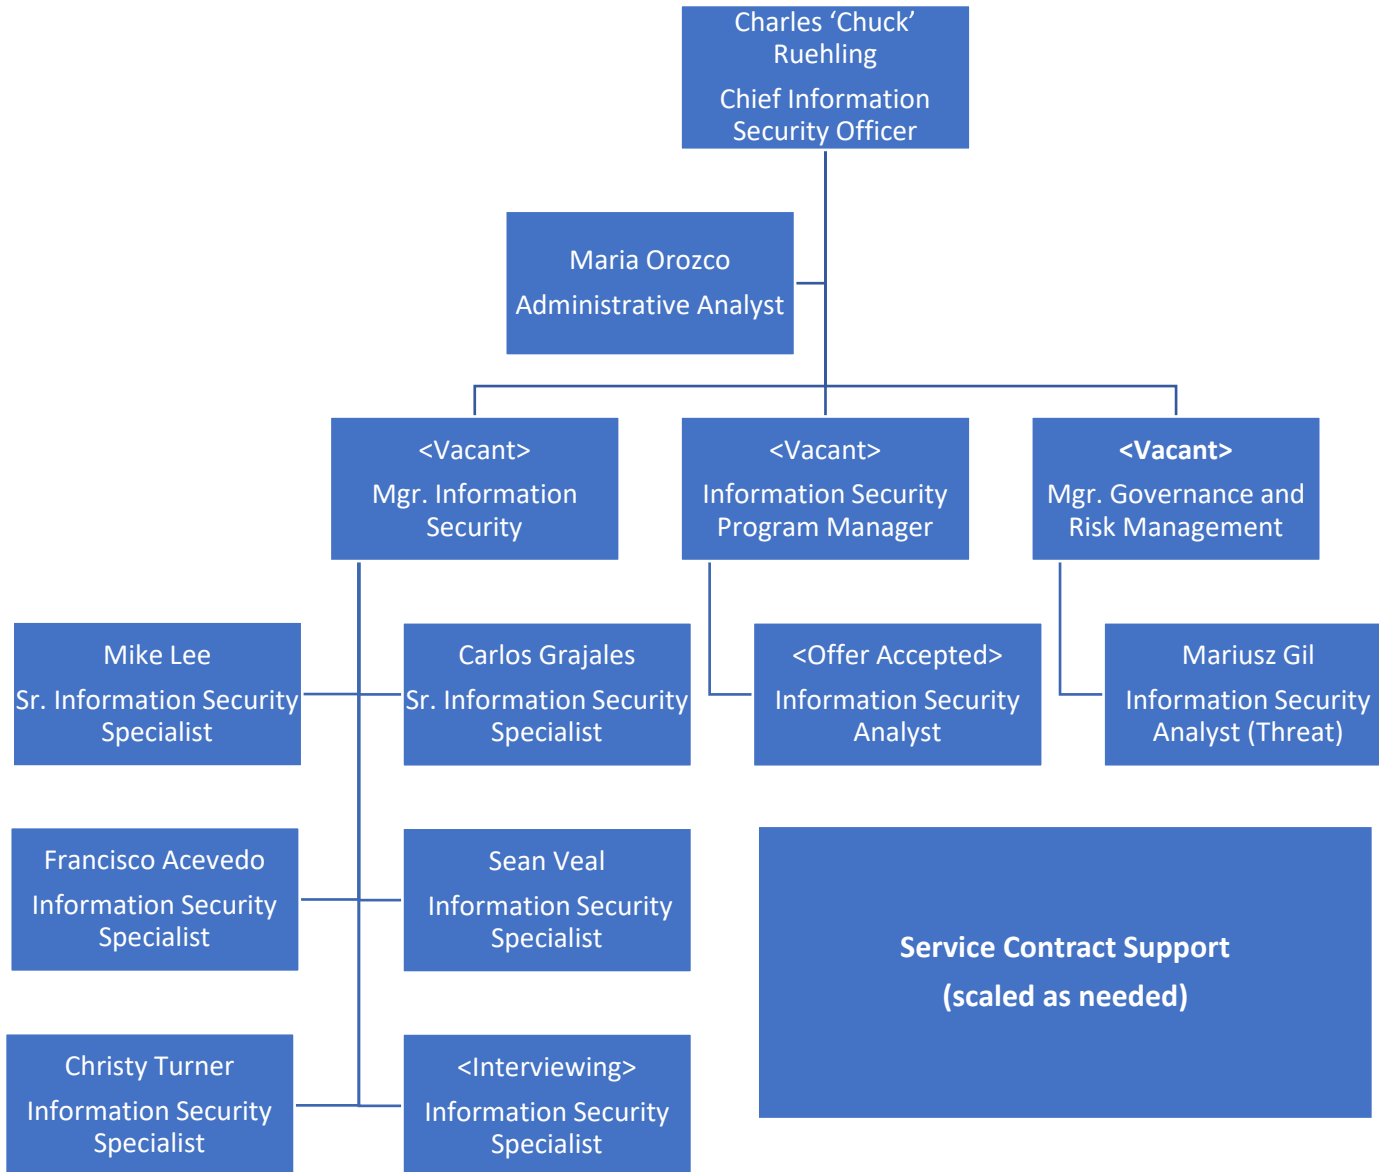 Charles ‘Chuck’
Ruehling
Chief Information
Security Officer
Maria Orozco
Administrative Analyst
<Vacant>
Mgr. Information
Security
<Vacant>
Information Security
Program Manager
<Vacant>
Mgr. Governance and
Risk Management
Mike Lee
Sr. Information Security
Specialist
Carlos Grajales
Sr. Information Security
Specialist
<Offer Accepted>
Information Security
Analyst
Mariusz Gil
Information Security
Analyst (Threat)
Francisco Acevedo
Information Security
Specialist
Sean Veal
Information Security
Specialist
Service Contract Support
(scaled as needed)
Christy Turner
Information Security
Specialist
<Interviewing>
Information Security
Specialist